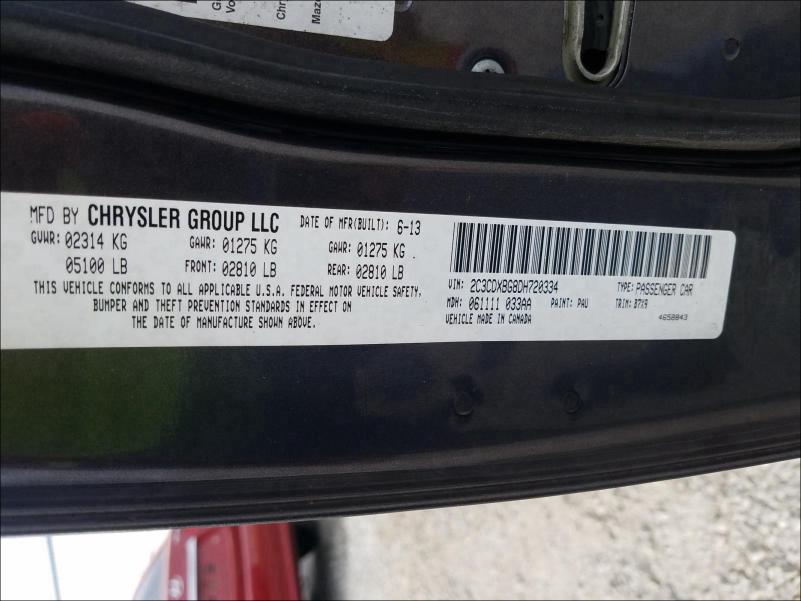 Chr
Mazd
MFD BY CHRYSLER GROUP LLC DATE OF MFR(BUILT): 6-13
GVWR: 02314 KG GAWR: 01275 KG GAWR: 01275 KG
05100 LB FRONT: 02810 LB REAR: 02810 LB
THIS VEHICLE CONFORMS TO ALL APPLICABLE U.S.A. FEDERAL MOTOR VEHICLE SAFETY,
BUMPER AND THEFT PREVENTION STANDARDS IN EFFECT ON
THE DATE OF MANUFACTURE SHOWN ABOVE.
VIN: 2C3CDXBG8DH720334 TYPE: PASSENGER CAR
MDH: 061111 033AA PAINT: PAU TRIM: B7X9
VEHICLE MADE IN CANADA 4658843